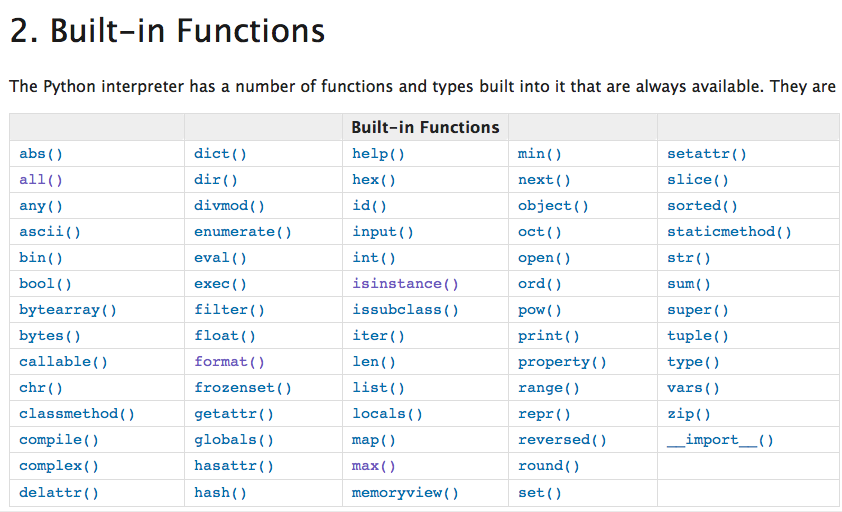 2. Built-in Functions
The Python interpreter has a number of functions and types built into it that are always available. They are
Built-in Functions
abs() dict() help() min() setattr()
all() dir() hex() next() slice()
any() divmod() id() object() sorted()
ascii() enumerate() input() oct() staticmethod()
bin() eval() int() open() str()
bool() exec() isinstance() ord() sum()
bytearray() filter() issubclass() pow() super()
bytes() float() iter() print() tuple()
callable() format() len() property() type()
chr() frozenset() list() range() vars()
classmethod() getattr() locals() repr() zip()
compile() globals() map() reversed() __import__()
complex() hasattr() max() round()
delattr() hash() memoryview() set()